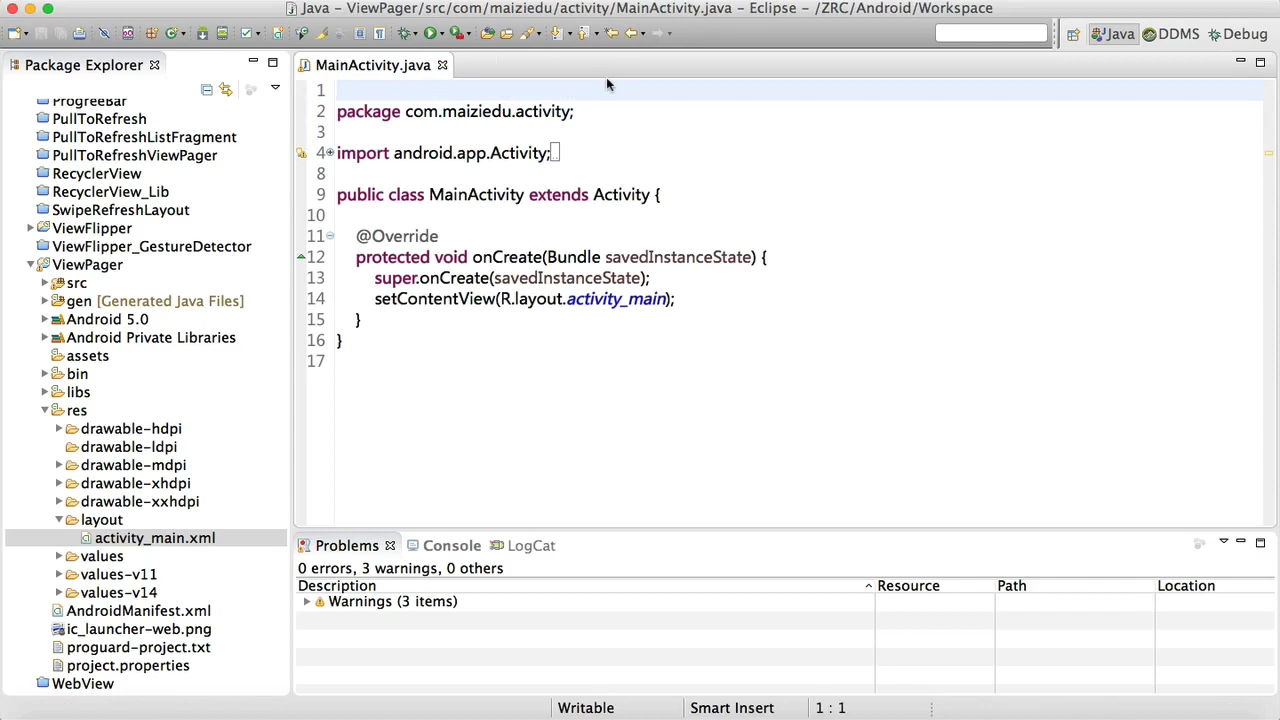 Java - ViewPager/src/com/maiziedu/activity/MainActivity.java - Eclipse - /ZRC/Android/Workspace
Java DDMS Debug
Package Explorer
ProgreeBar
PullToRefresh
PullToRefreshListFragment
PullToRefreshViewPager
RecyclerView
RecyclerView_Lib
SwipeRefreshLayout
ViewFlipper
ViewFlipper_GestureDetector
ViewPager
src
gen [Generated Java Files]
Android 5.0
Android Private Libraries
assets
bin
libs
res
drawable-hdpi
drawable-ldpi
drawable-mdpi
drawable-xhdpi
drawable-xxhdpi
layout
activity_main.xml
values
values-v11
values-v14
AndroidManifest.xml
ic_launcher-web.png
proguard-project.txt
project.properties
WebView
MainActivity.java
1
2 package com.maiziedu.activity;
3
4 import android.app.Activity;
8
9 public class MainActivity extends Activity {
10
11 @Override
12 protected void onCreate(Bundle savedInstanceState) {
13 super.onCreate(savedInstanceState);
14 setContentView(R.layout.activity_main);
15 }
16 }
17
Problems Console LogCat
0 errors, 3 warnings, 0 others
Description Resource Path Location
Warnings (3 items)
Writable Smart Insert 1 : 1